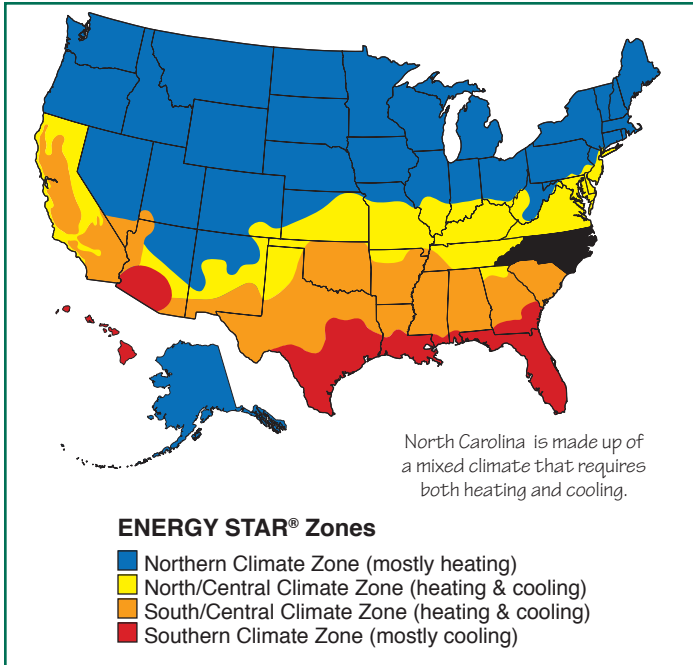 North Carolina is made up of
a mixed climate that requires
both heating and cooling.
ENERGY STAR® Zones
Northern Climate Zone (mostly heating)
North/Central Climate Zone (heating & cooling)
South/Central Climate Zone (heating & cooling)
Southern Climate Zone (mostly cooling)